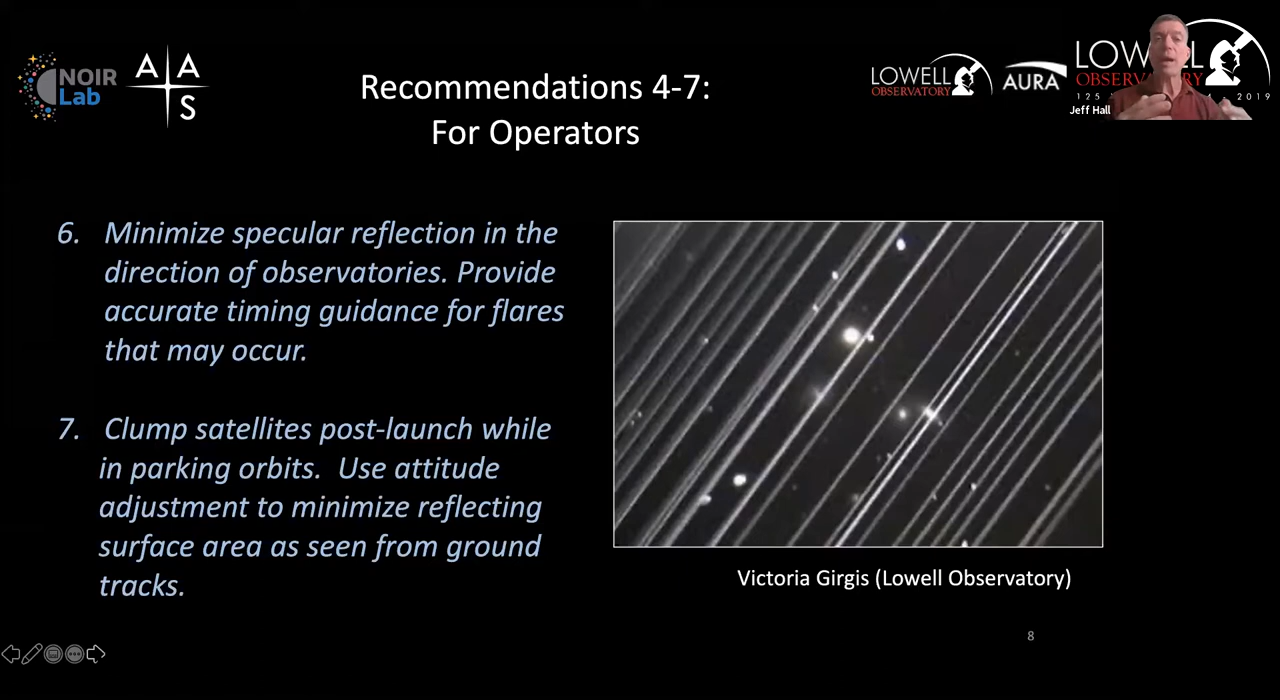 NOIR
Lab
A A
S
Recommendations 4-7:
For Operators
LOWELL
OBSERVATORY
AURA
LOWELL
OBSERVATORY
2019
Jeff Hall
6. Minimize specular reflection in the
direction of observatories. Provide
accurate timing guidance for flares
that may occur.
7. Clump satellites post-launch while
in parking orbits. Use attitude
adjustment to minimize reflecting
surface area as seen from ground
tracks.
Victoria Girgis (Lowell Observatory)
8